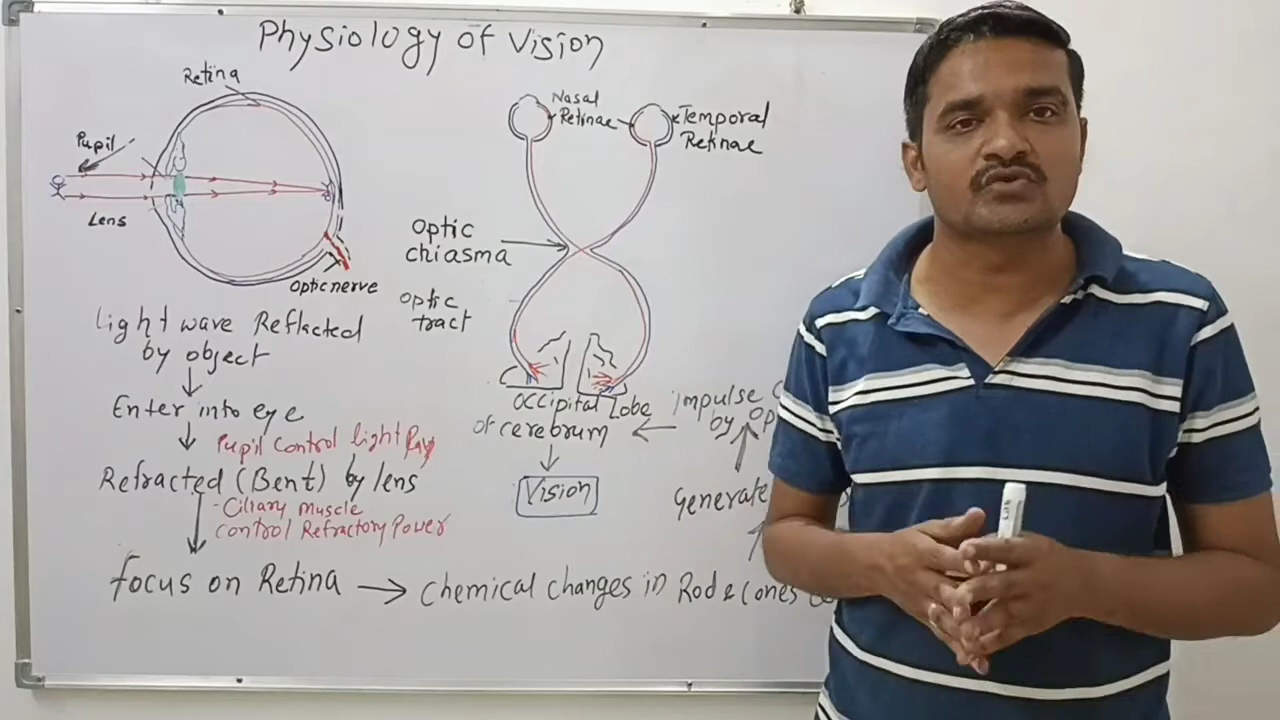 Physiology of Vision
Retina
Pupil
Lens
Optic nerve
Light wave Reflected
by object
Enter into eye
Pupil control light Ray
Refracted (Bent) by lens
- Ciliary muscle
control Refractory Power
focus on Retina → chemical changes in Rod & Cones
Generate
impulse
by
Nasal
Retinae
Temporal
Retinae
Optic
chiasma
Optic
tract
Occipital Lobe
of cerebrum
Vision